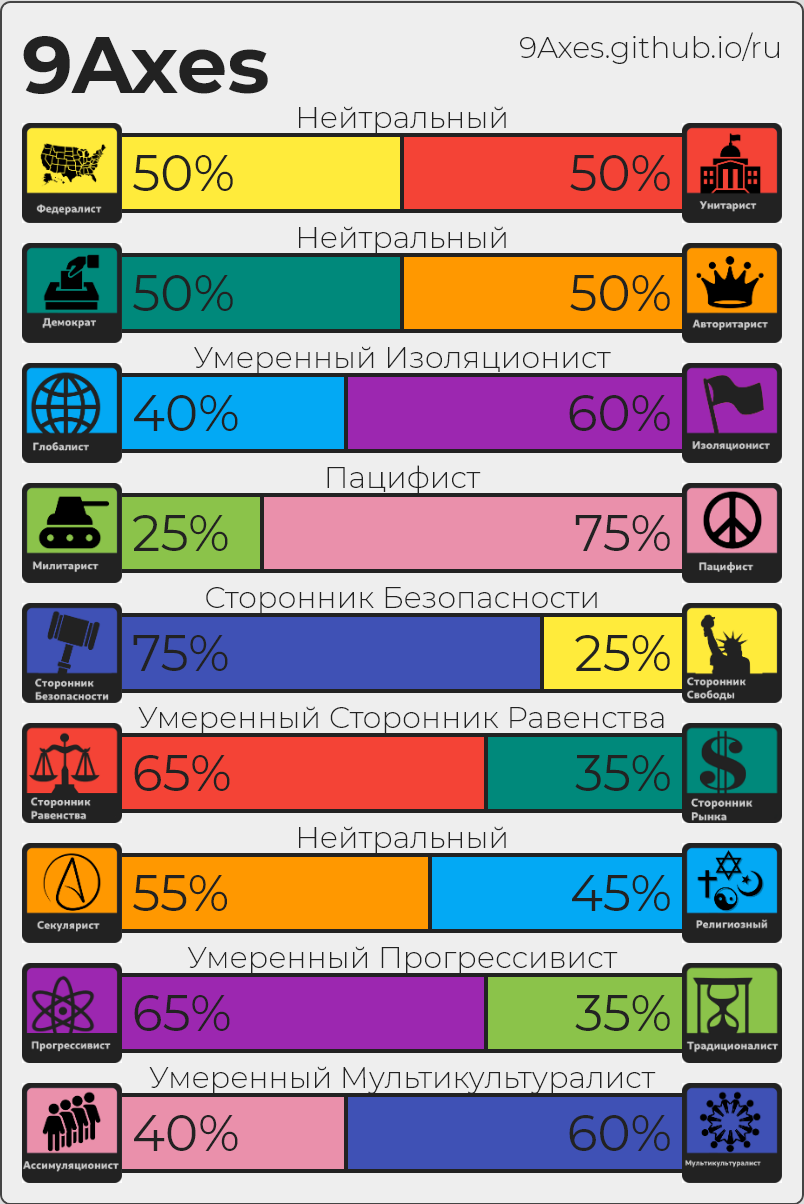 9Axes
9Axes.github.io/ru
Нейтральный
50%
50%
Федералист
Унитарист
Нейтральный
50%
50%
Демократ
Авторитарист
Умеренный Изоляционист
40%
60%
Глобалист
Изоляционист
Пацифист
25%
75%
Милитарист
Пацифист
Сторонник Безопасности
75%
25%
Сторонник
Безопасности
Сторонник
Свободы
Умеренный Сторонник Равенства
65%
35%
Сторонник
Равенства
Сторонник
Рынка
Нейтральный
55%
45%
Секулярист
Религиозный
Умеренный Прогрессивист
65%
35%
Прогрессивист
Традиционалист
Умеренный Мультикультуралист
40%
60%
Ассимуляционист
Мультикультуралист